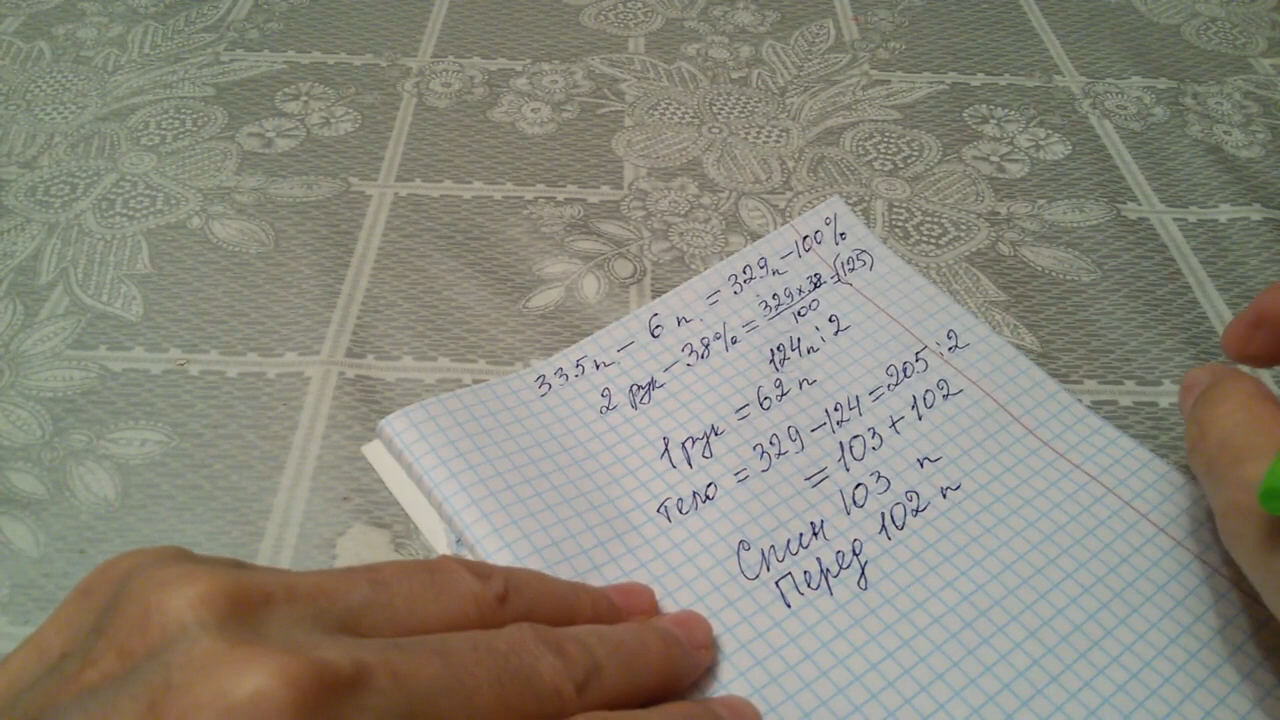 335п. - 6 п. = 329п - 100%
2 рук - 38% = 329 х 38 / 100 = (125)
124п : 2
1 рук = 62 п
Тело = 329 - 124 = 205 : 2
= 103 + 102
Спин 103 п
Перед 102 п